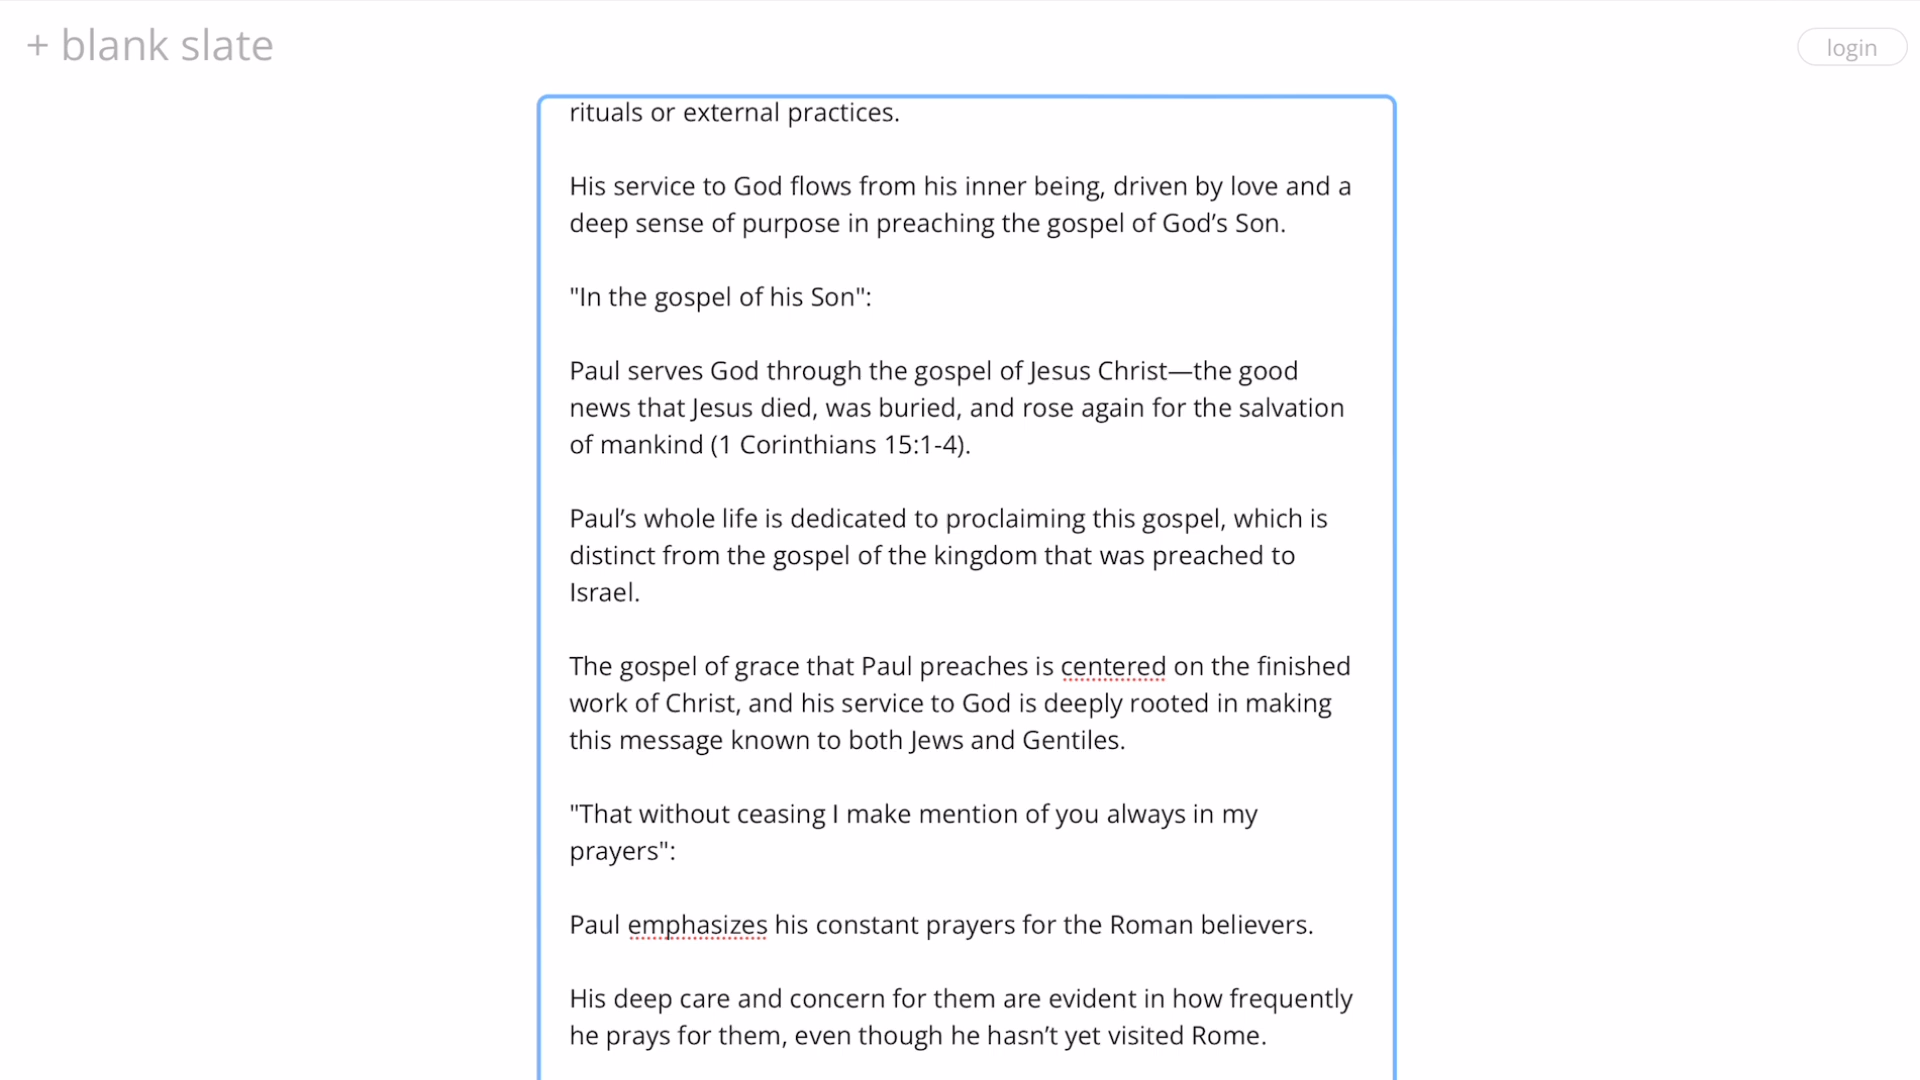 + blank slate
login
rituals or external practices.
His service to God flows from his inner being, driven by love and a
deep sense of purpose in preaching the gospel of God’s Son.
"In the gospel of his Son":
Paul serves God through the gospel of Jesus Christ—the good
news that Jesus died, was buried, and rose again for the salvation
of mankind (1 Corinthians 15:1-4).
Paul’s whole life is dedicated to proclaiming this gospel, which is
distinct from the gospel of the kingdom that was preached to
Israel.
The gospel of grace that Paul preaches is centered on the finished
work of Christ, and his service to God is deeply rooted in making
this message known to both Jews and Gentiles.
"That without ceasing I make mention of you always in my
prayers":
Paul emphasizes his constant prayers for the Roman believers.
His deep care and concern for them are evident in how frequently
he prays for them, even though he hasn’t yet visited Rome.